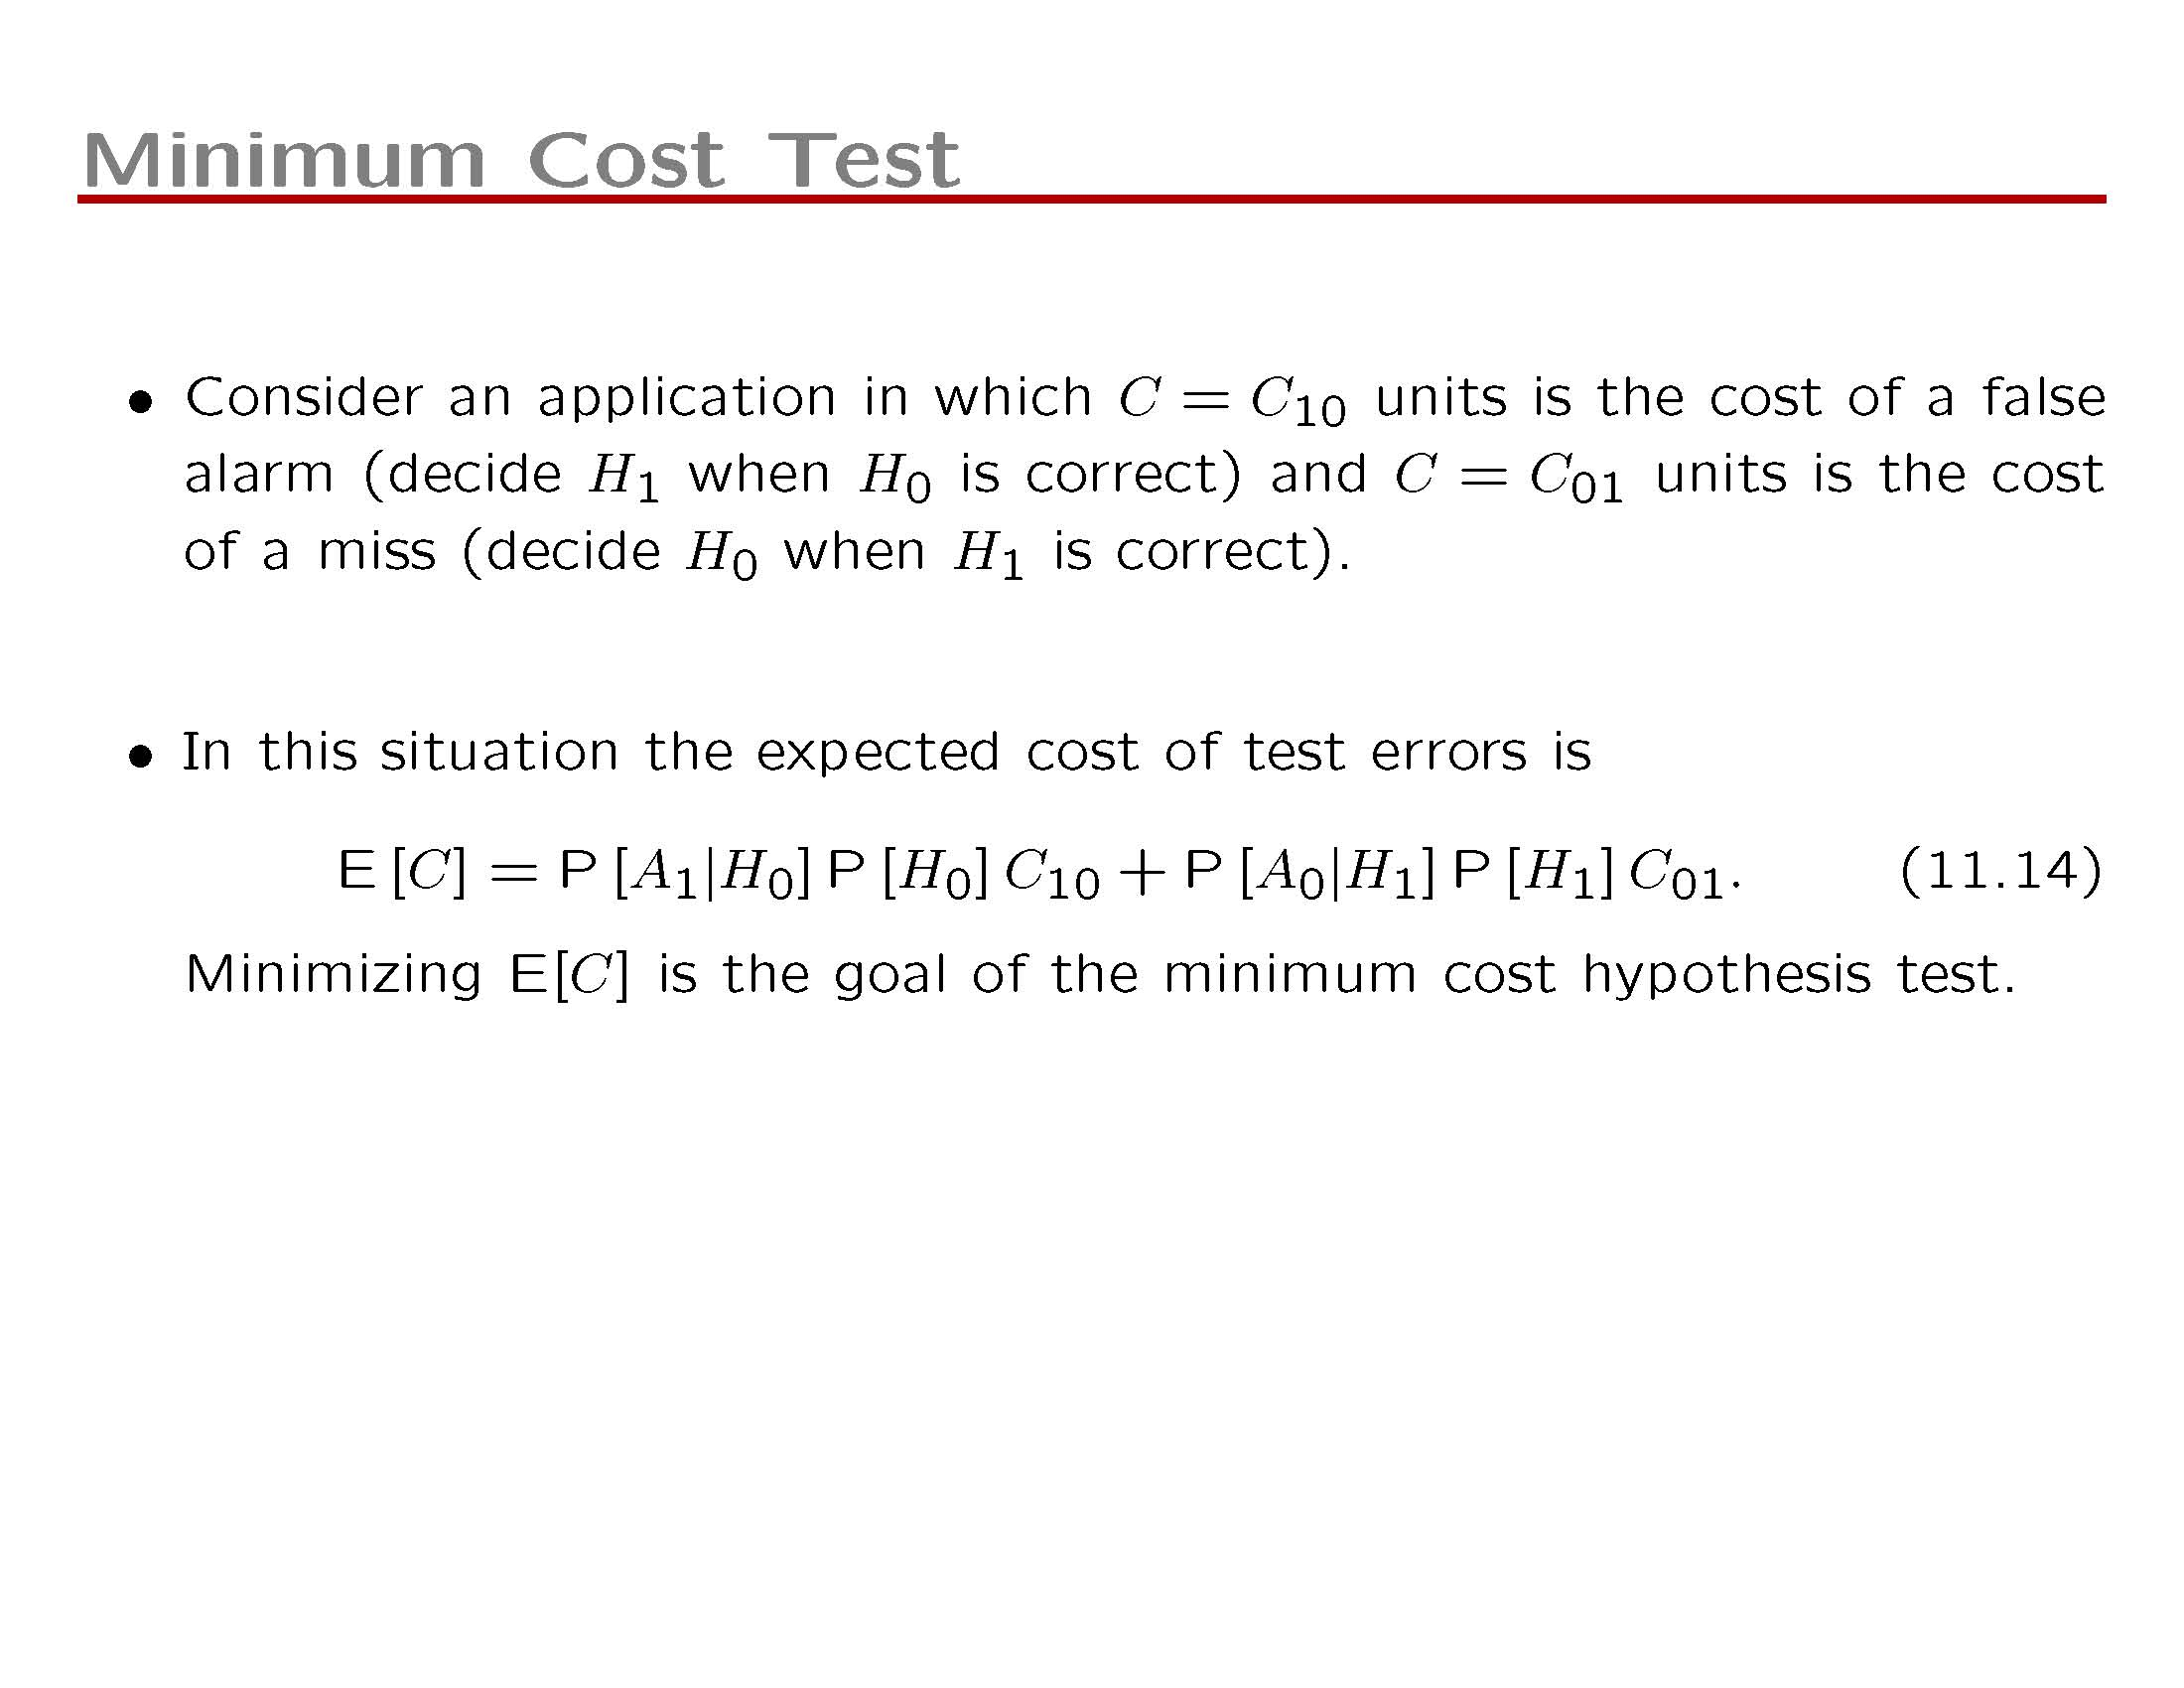 Minimum Cost Test
• Consider an application in which C = C₁₀ units is the cost of a false
alarm (decide H₁ when H₀ is correct) and C = C₀₁ units is the cost
of a miss (decide H₀ when H₁ is correct).
• In this situation the expected cost of test errors is
E [C] = P [A₁|H₀] P [H₀] C₁₀ + P [A₀|H₁] P [H₁] C₀₁. (11.14)
Minimizing E[C] is the goal of the minimum cost hypothesis test.